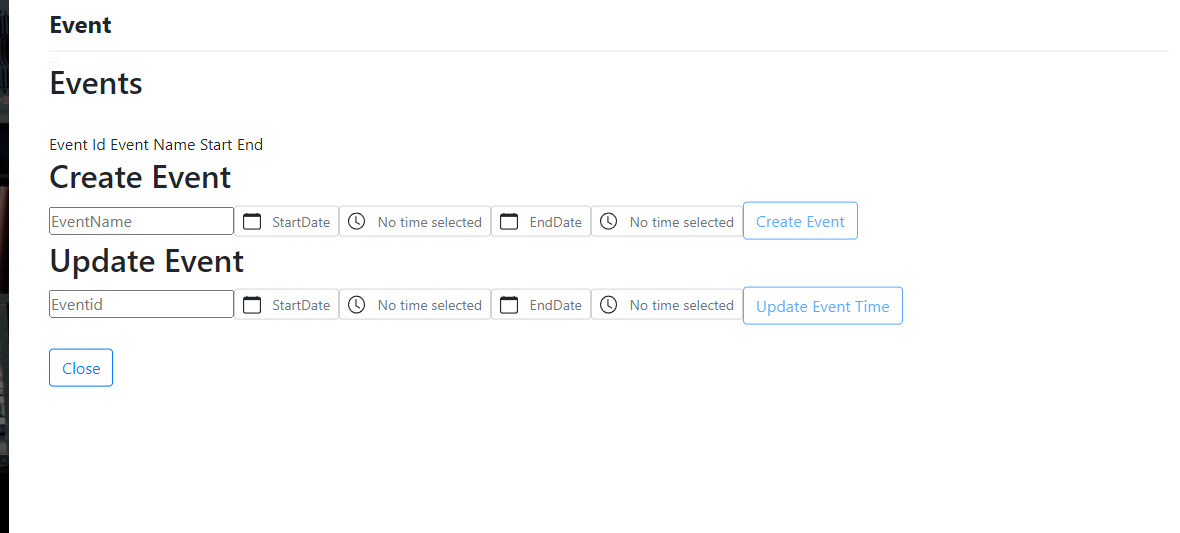 Event
Events
Event Id Event Name Start End
Create Event
EventName StartDate No time selected EndDate No time selected Create Event
Update Event
Eventid StartDate No time selected EndDate No time selected Update Event Time
Close